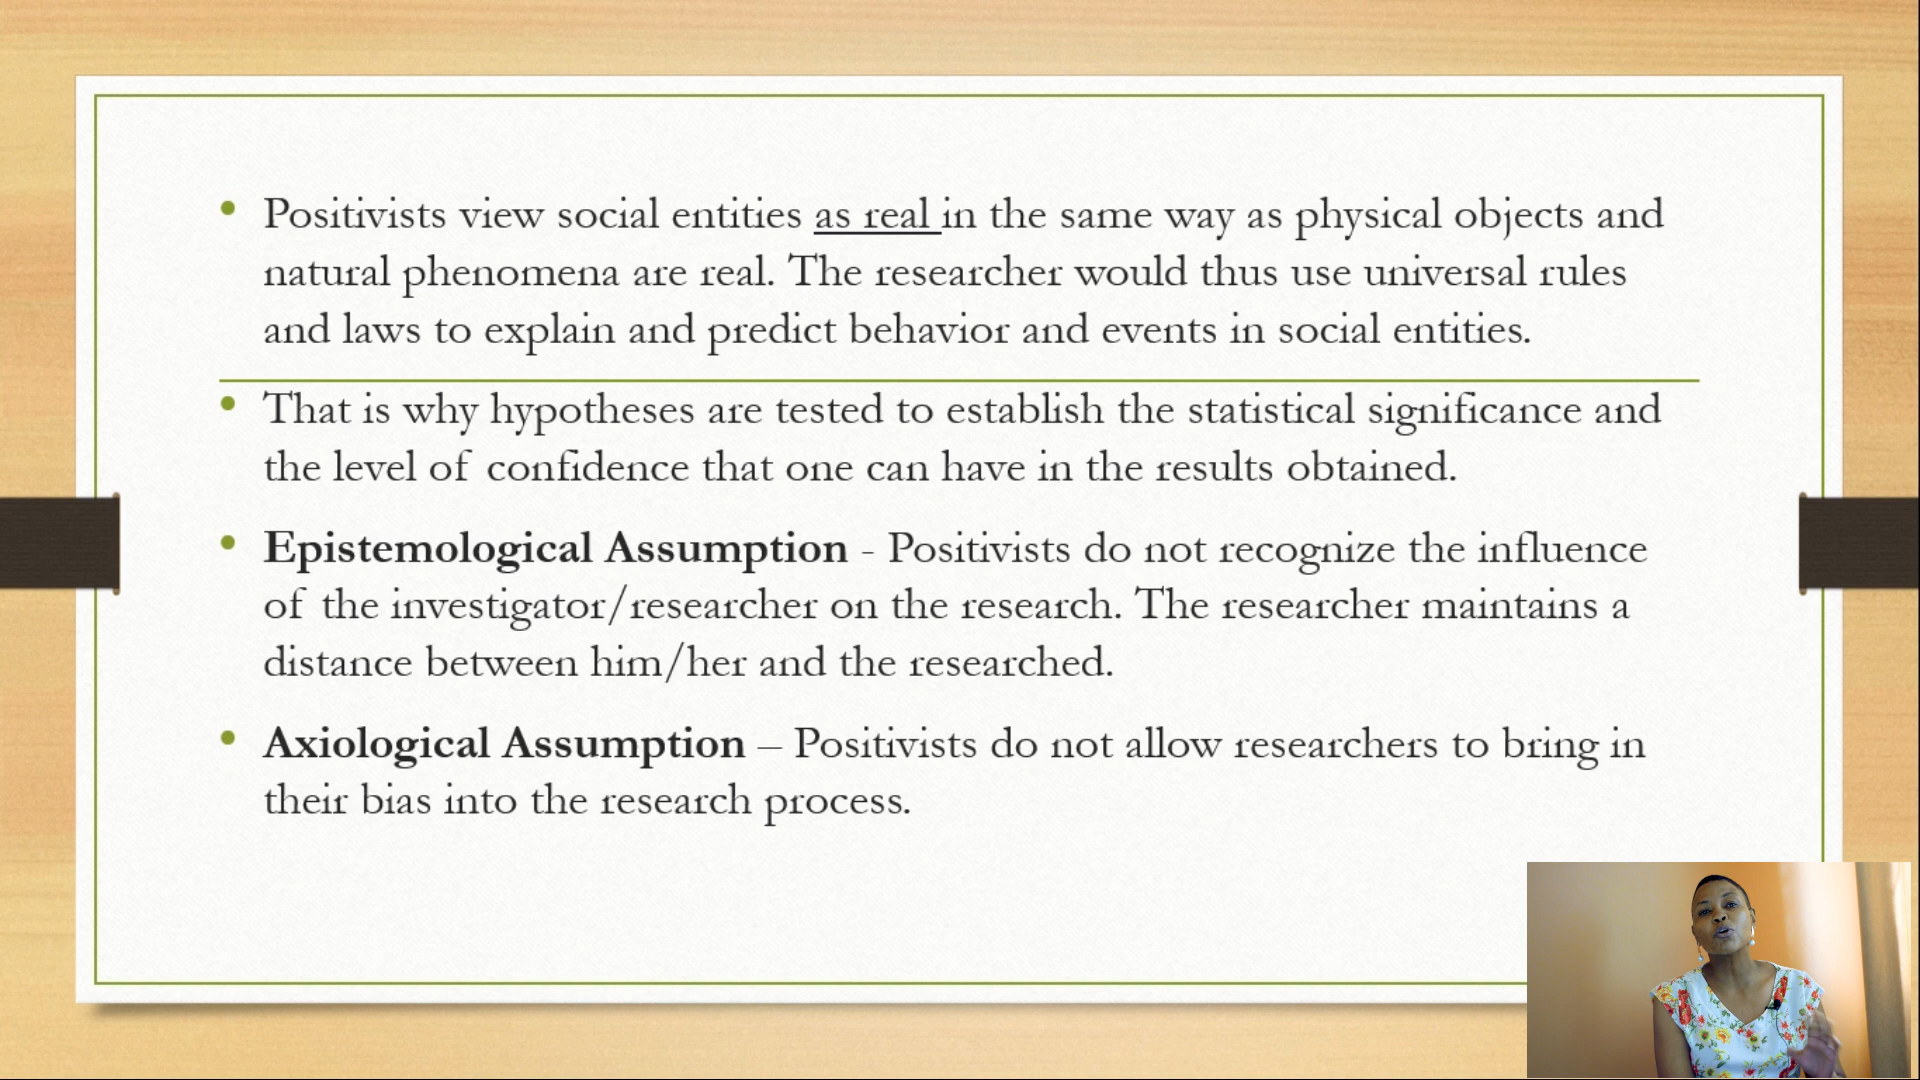 • Positivists view social entities as real in the same way as physical objects and
natural phenomena are real. The researcher would thus use universal rules
and laws to explain and predict behavior and events in social entities.
• That is why hypotheses are tested to establish the statistical significance and
the level of confidence that one can have in the results obtained.
• Epistemological Assumption - Positivists do not recognize the influence
of the investigator/researcher on the research. The researcher maintains a
distance between him/her and the researched.
• Axiological Assumption – Positivists do not allow researchers to bring in
their bias into the research process.